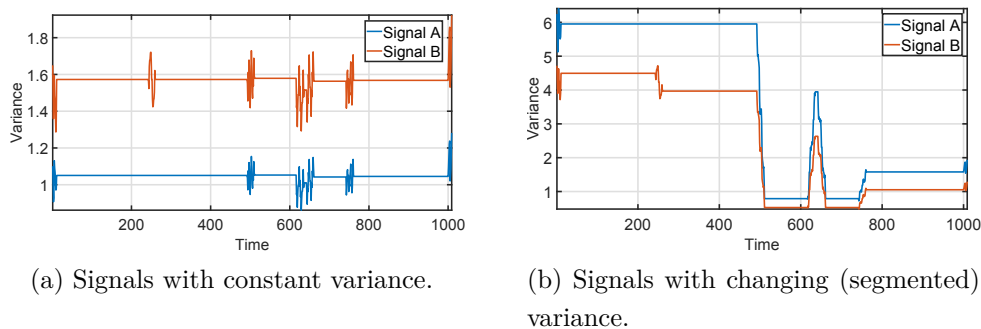 1.8
1.6
1.4
1.2
1
Variance
Signal A
Signal B
0 200 400 600 800 1000
Time
(a) Signals with constant variance.
6
5
4
3
2
1
Variance
Signal A
Signal B
200 400 600 800 1000
Time
(b) Signals with changing (segmented)
variance.